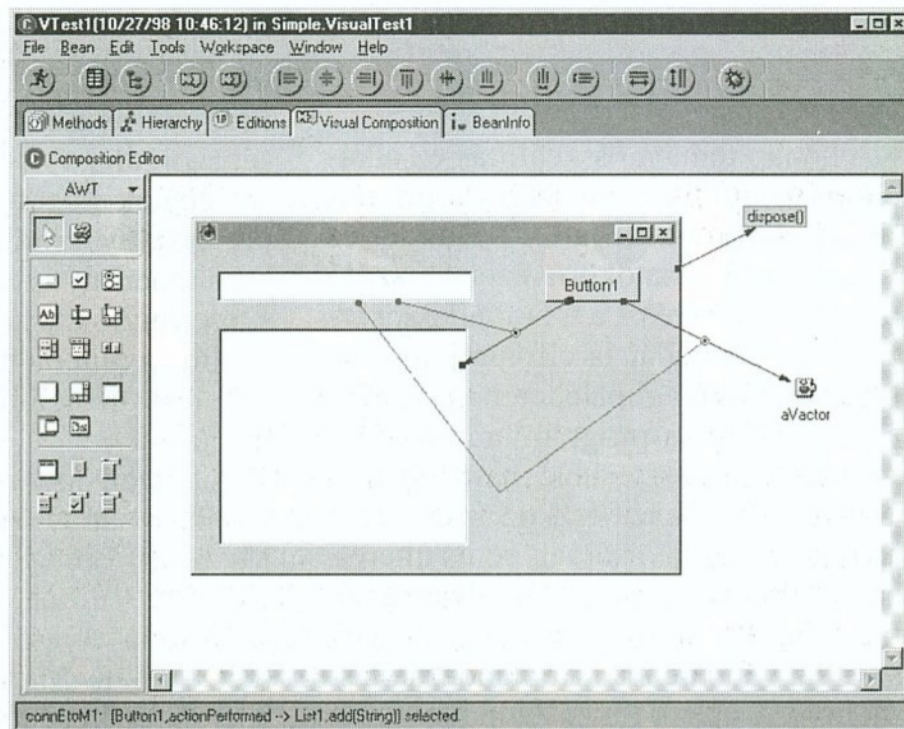 VTest1(10/27/98 10:46:12) in Simple.VisualTest1
File Bean Edit Tools Workspace Window Help
Methods Hierarchy Editions Visual Composition BeanInfo
Composition Editor
AWT
dispose()
Button1
Ab
aVactor
connEtoM1: (Button1,actionPerformed --> List1,add(String)) selected.